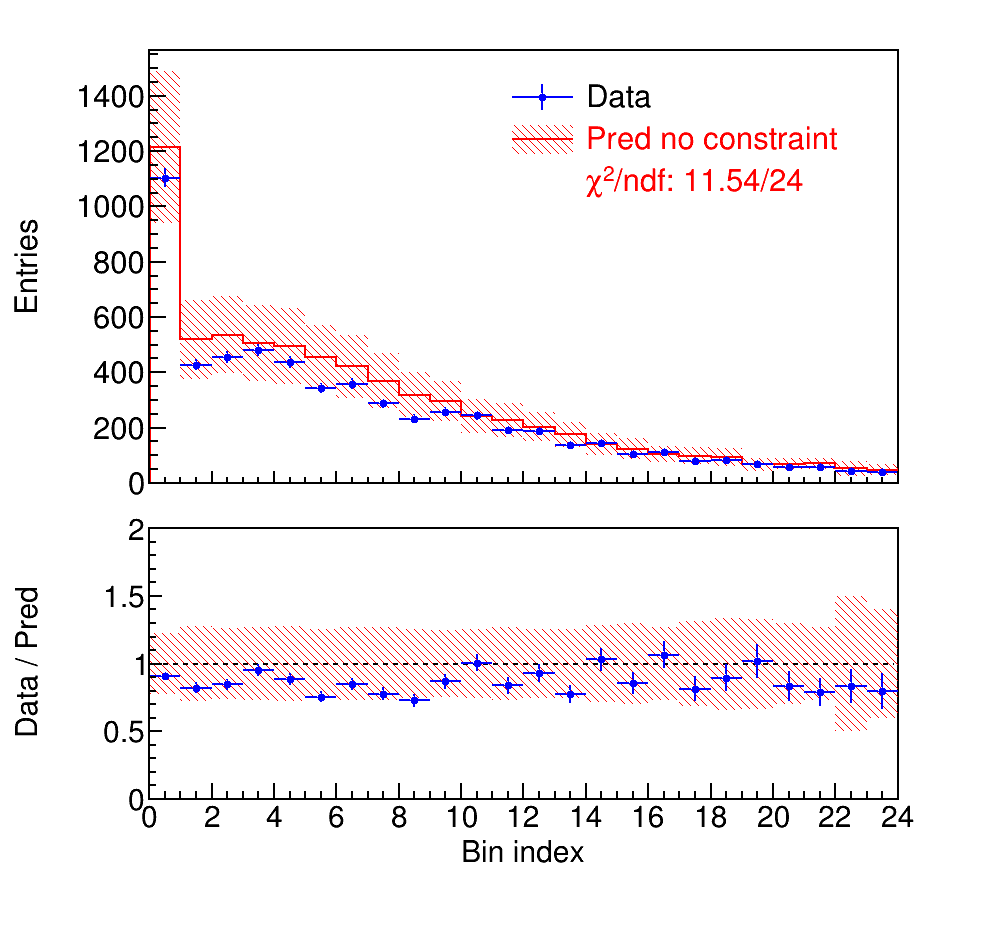 1400
1200
1000
800
600
400
200
0
Entries
Data
Pred no constraint
χ²/ndf: 11.54/24
2
1.5
1
0.5
0
Data / Pred
0 2 4 6 8 10 12 14 16 18 20 22 24
Bin index